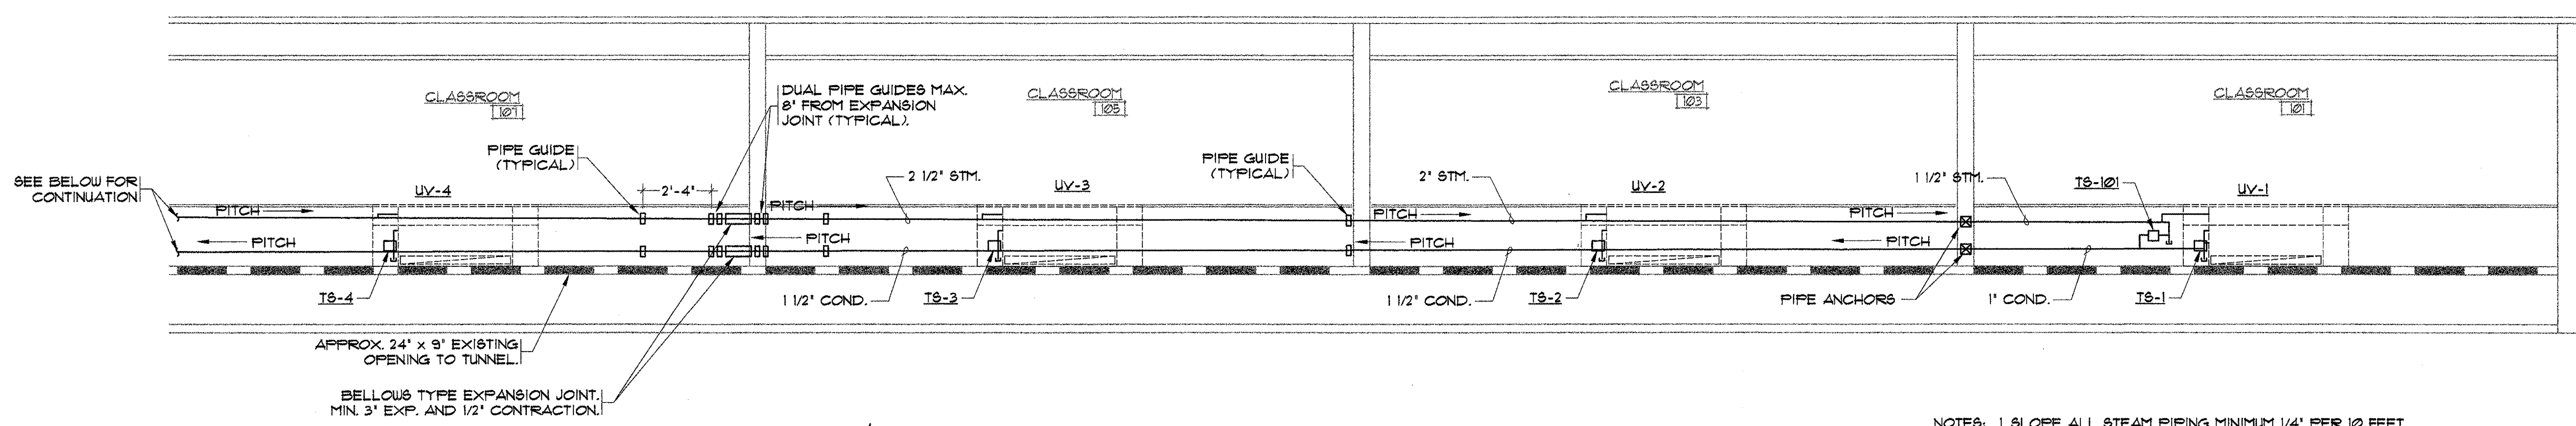 CLASSROOM
107
DUAL PIPE GUIDES MAX.
8" FROM EXPANSION
JOINT (TYPICAL).
CLASSROOM
105
CLASSROOM
103
CLASSROOM
101
PIPE GUIDE
(TYPICAL)
PIPE GUIDE
(TYPICAL)
SEE BELOW FOR
CONTINUATION
UV-4
2'-4"
2 1/2" STM.
UV-3
2" STM.
UV-2
1 1/2" STM.
TS-101
UV-1
PITCH
PITCH
PITCH
PITCH
PITCH
PITCH
PITCH
PITCH
TS-4
1 1/2" COND.
TS-3
1 1/2" COND.
TS-2
PIPE ANCHORS
1" COND.
TS-1
APPROX. 24" x 9" EXISTING
OPENING TO TUNNEL.
BELLOWS TYPE EXPANSION JOINT.
MIN. 3" EXP. AND 1/2" CONTRACTION.
NOTES: 1 SLOPE ALL STEAM PIPING MINIMUM 1/4" PER 10 FEET